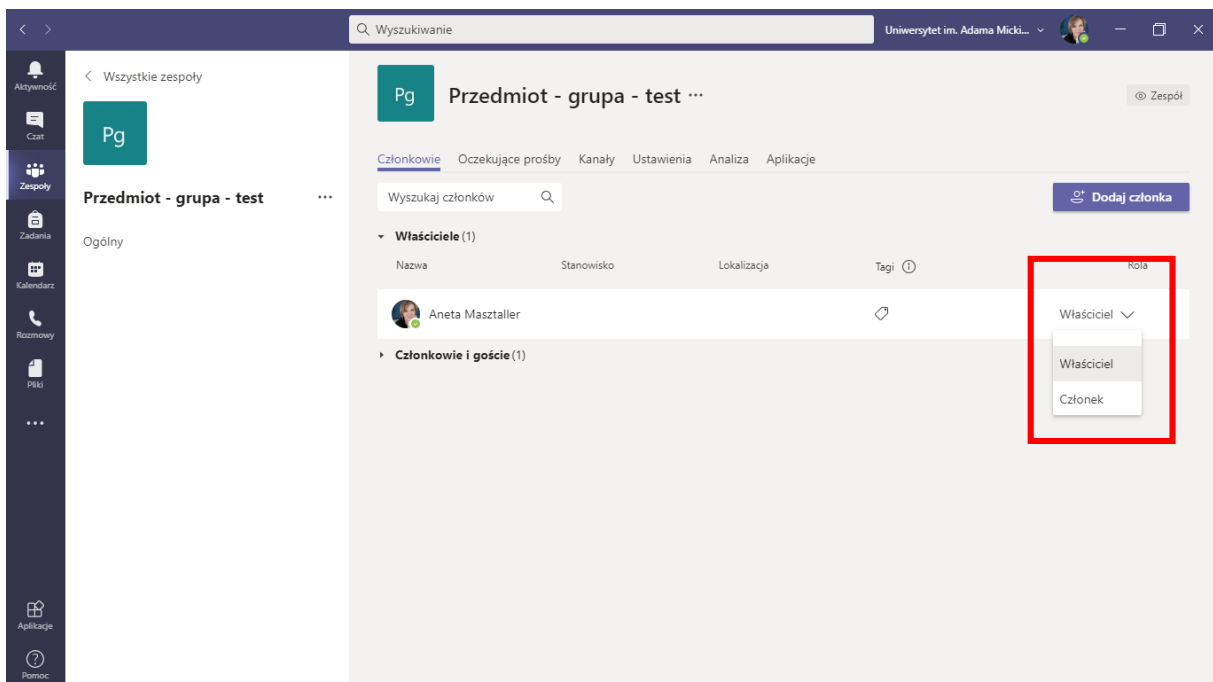 Wyszukiwanie
Uniwersytet im. Adama Micki...
Aktywność
Czat
Zespoły
Zadania
Kalendarz
Rozmowy
Pliki
Aplikacje
Pomoc
Wszystkie zespoły
Pg
Przedmiot - grupa - test ...
Ogólny
Pg Przedmiot - grupa - test ...
Zespół
Członkowie Oczekujące prośby Kanały Ustawienia Analiza Aplikacje
Wyszukaj członków
Dodaj członka
Właściciele (1)
Nazwa Stanowisko Lokalizacja Tagi Rola
Aneta Masztaller Właściciel
Właściciel
Członek
Członkowie i goście (1)